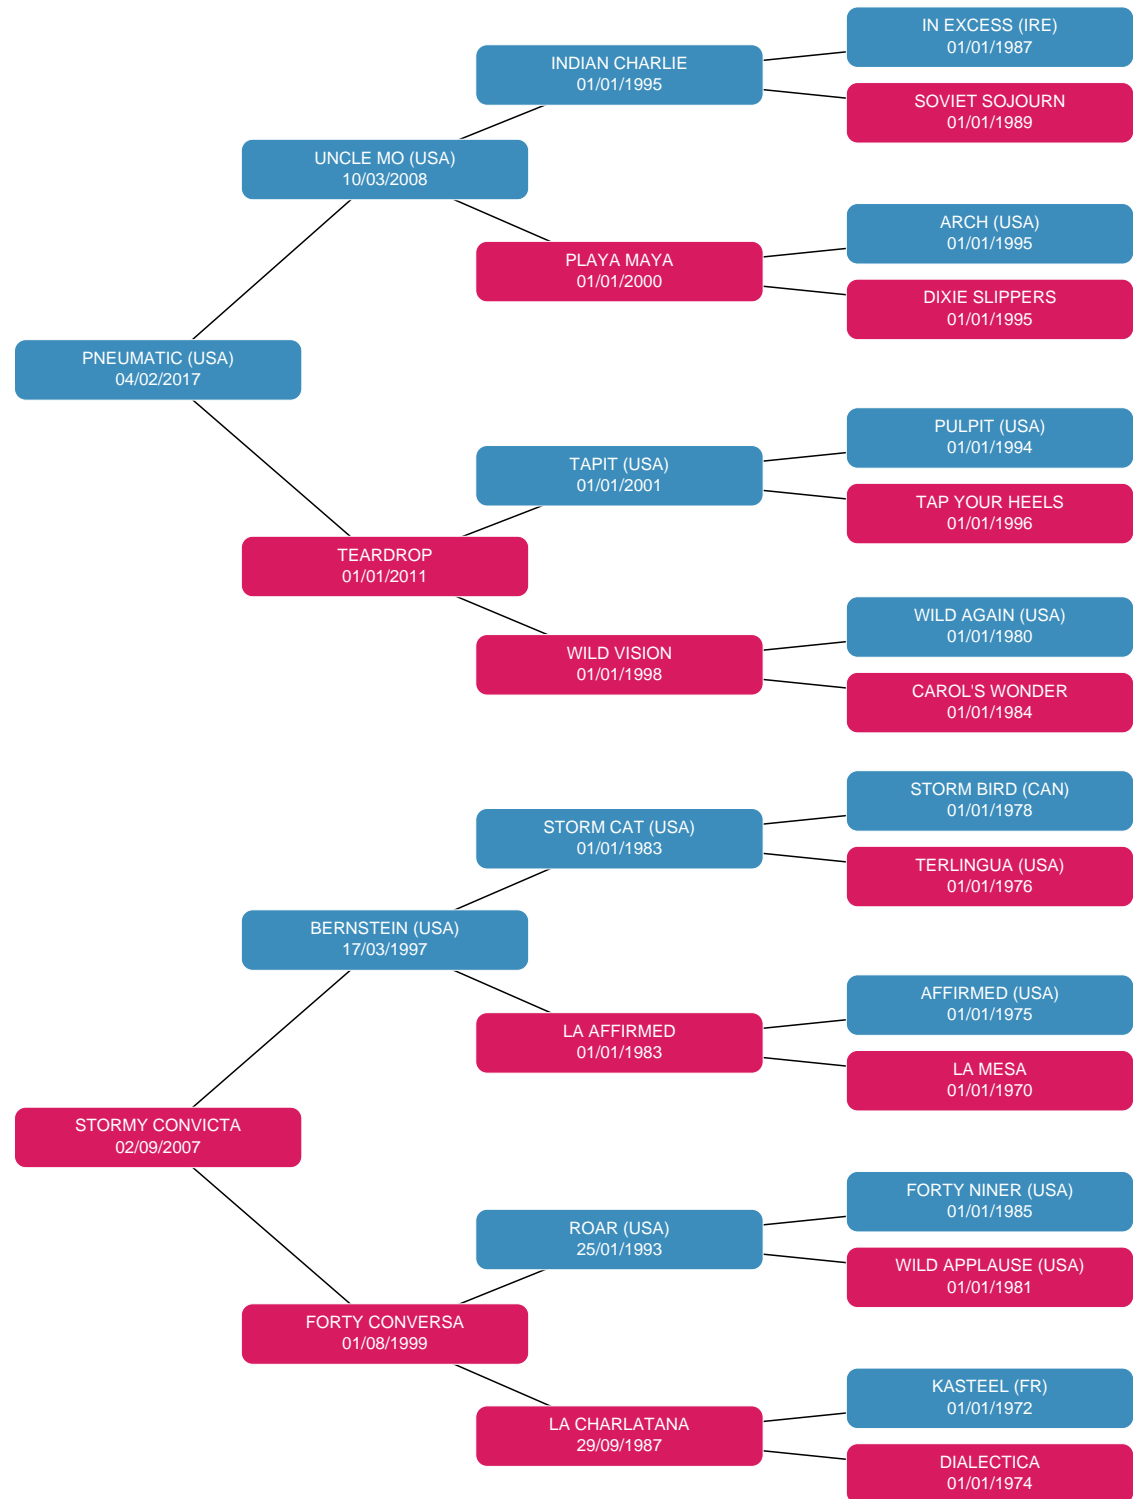 IN EXCESS (IRE)
01/01/1987
INDIAN CHARLIE
01/01/1995
SOVIET SOJOURN
01/01/1989
UNCLE MO (USA)
10/03/2008
ARCH (USA)
01/01/1995
PLAYA MAYA
01/01/2000
DIXIE SLIPPERS
01/01/1995
PNEUMATIC (USA)
04/02/2017
PULPIT (USA)
01/01/1994
TAPIT (USA)
01/01/2001
TAP YOUR HEELS
01/01/1996
TEARDROP
01/01/2011
WILD AGAIN (USA)
01/01/1980
WILD VISION
01/01/1998
CAROL'S WONDER
01/01/1984
STORM BIRD (CAN)
01/01/1978
STORM CAT (USA)
01/01/1983
TERLINGUA (USA)
01/01/1976
BERNSTEIN (USA)
17/03/1997
AFFIRMED (USA)
01/01/1975
LA AFFIRMED
01/01/1983
LA MESA
01/01/1970
STORMY CONVICTA
02/09/2007
FORTY NINER (USA)
01/01/1985
ROAR (USA)
25/01/1993
WILD APPLAUSE (USA)
01/01/1981
FORTY CONVERSA
01/08/1999
KASTEEL (FR)
01/01/1972
LA CHARLATANA
29/09/1987
DIALECTICA
01/01/1974